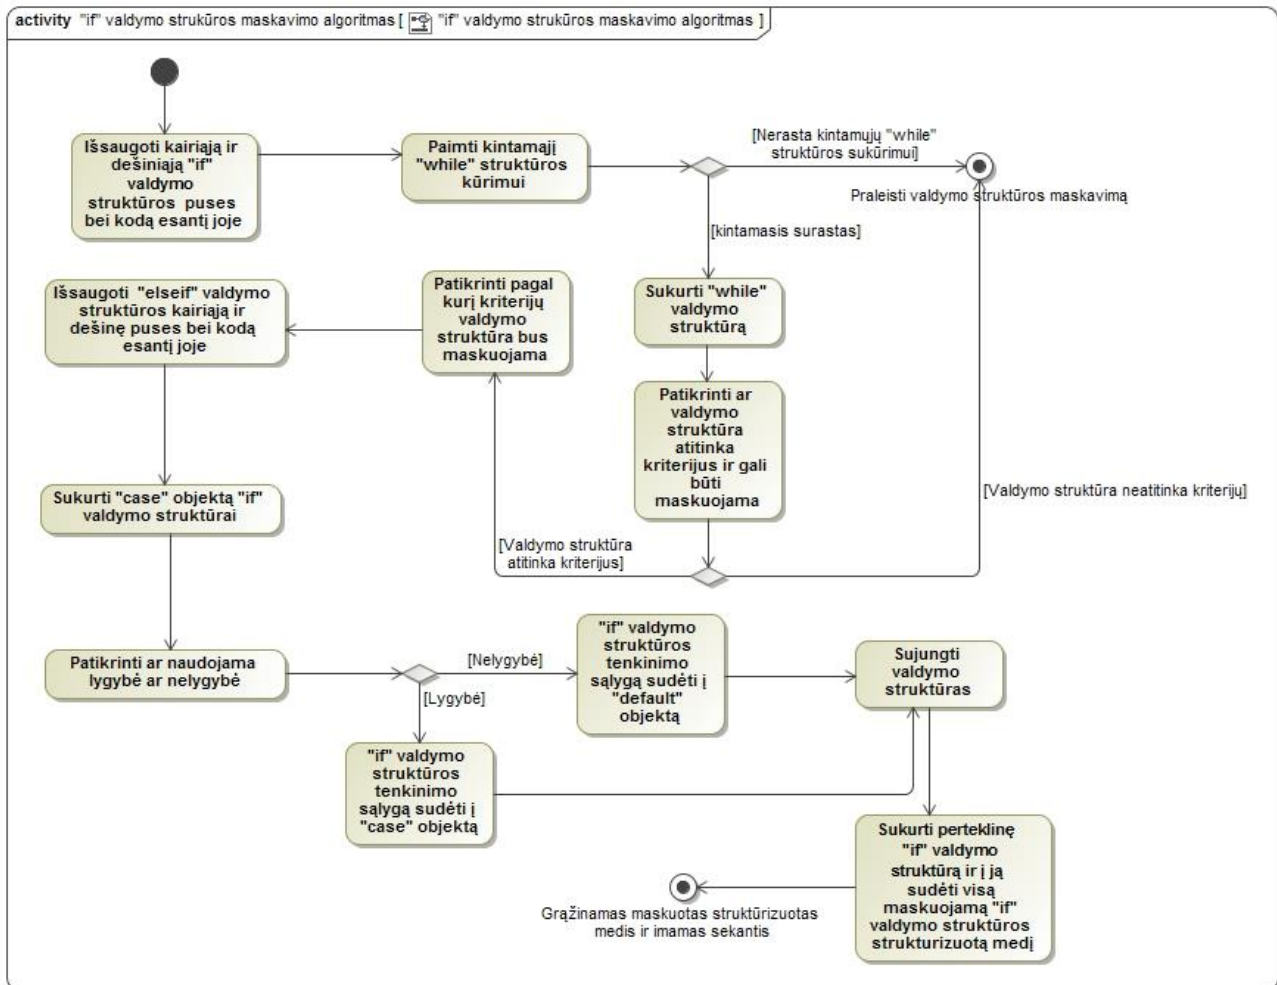 activity "if" valdymo strukūros maskavimo algoritmas [ "if" valdymo strukūros maskavimo algoritmas ]
Išsaugoti kairiąją ir
dešiniąją "if"
valdymo
struktūros puses
bei kodą esantį joje
Paimti kintamąjį
"while" struktūros
kūrimui
[Nerasta kintamųjų "while"
struktūros sukūrimui]
Praleisti valdymo struktūros maskavimą
[kintamasis surastas]
Išsaugoti "elseif" valdymo
struktūros kairiąją ir
dešinę puses bei kodą
esantį joje
Patikrinti pagal
kurį kriterijų
valdymo
struktūra bus
maskuojama
Sukurti "while"
valdymo
struktūrą
Patikrinti ar
valdymo
struktūra
atitinka
kriterijus ir gali
būti
maskuojama
[Valdymo struktūra neatitinka kriterijų]
Sukurti "case" objektą "if"
valdymo struktūrai
[Valdymo struktūra
atitinka kriterijus]
Patikrinti ar naudojama
lygybė ar nelygybė
[Nelygybė]
[Lygybė]
"if" valdymo
struktūros
tenkinimo
sąlygą sudėti į
"default"
objektą
Sujungti
valdymo
struktūras
"if" valdymo
struktūros
tenkinimo
sąlygą sudėti į
"case" objektą
Sukurti perteklinę
"if" valdymo
struktūrą ir į ją
sudėti visą
maskuojamą "if"
valdymo struktūros
strukturizuotą medį
Grąžinamas maskuotas struktūrizuotas
medis ir imamas sekantis